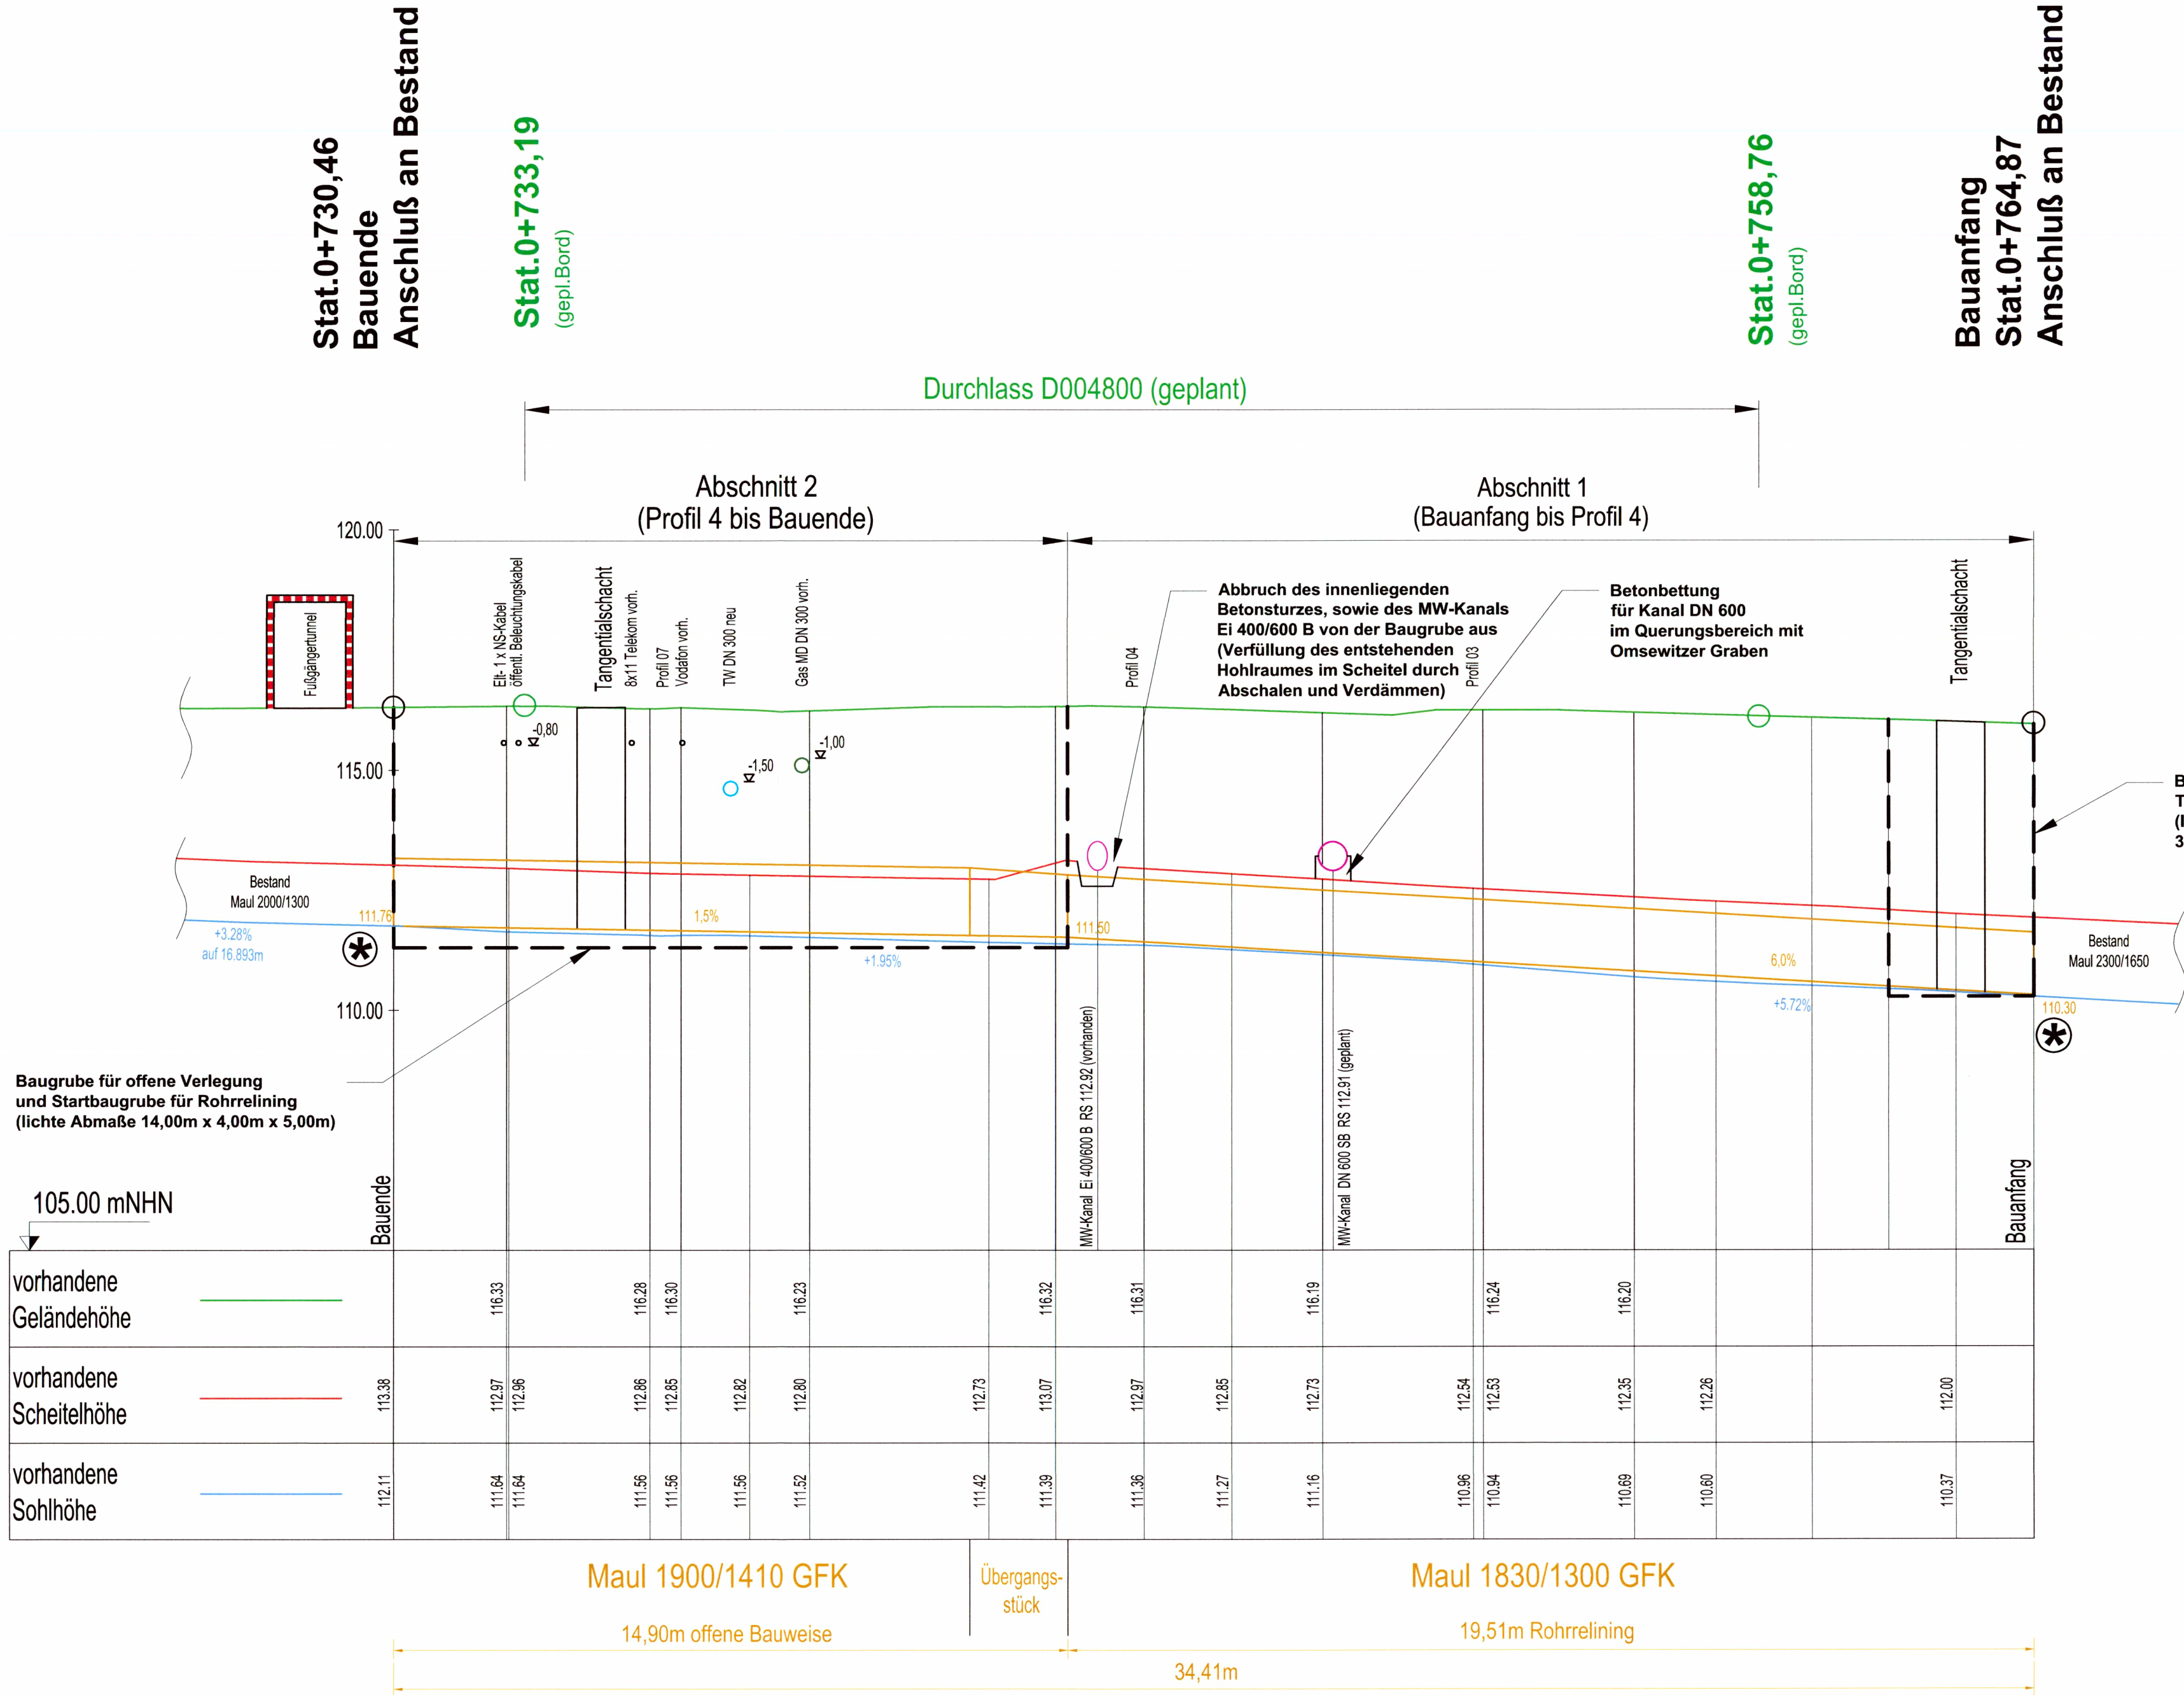 Stat.0+730,46
Bauende
Anschluß an Bestand
Stat.0+733,19
(gepl.Bord)
Stat.0+758,76
(gepl.Bord)
Bauanfang
Stat.0+764,87
Anschluß an Bestand
Durchlass D004800 (geplant)
Abschnitt 2
(Profil 4 bis Bauende)
Abschnitt 1
(Bauanfang bis Profil 4)
120.00
Fußgängertunnel
Elt- 1 x NS-Kabel
öffentl. Beleuchtungskabel
Tangentialschacht
8x11 Telekom vorh.
Profil 07
Vodafon vorh.
TW DN 300 neu
Gas MD DN 300 vorh.
Profil 04
Abbruch des innenliegenden
Betonsturzes, sowie des MW-Kanals
Ei 400/600 B von der Baugrube aus
(Verfüllung des entstehenden
Hohlraumes im Scheitel durch
Abschalen und Verdämmen)
Profil 03
Betonbettung
für Kanal DN 600
im Querungsbereich mit
Omsewitzer Graben
Tangentialschacht
-0,80
-1,50
-1,00
115.00
B
T
3
Bestand
Maul 2000/1300
111.76
1,5%
111.50
+3.28%
auf 16.893m
+1.95%
6,0%
+5.72%
Bestand
Maul 2300/1650
110.30
110.00
Baugrube für offene Verlegung
und Startbaugrube für Rohrrelining
(lichte Abmaße 14,00m x 4,00m x 5,00m)
MW-Kanal Ei 400/600 B RS 112.92 (vorhanden)
MW-Kanal DN 600 SB RS 112.91 (geplant)
105.00 mNHN
Bauende
Bauanfang
vorhandene
Geländehöhe
116.33 116.28 116.30 116.23 116.32 116.31 116.19 116.24 116.20
vorhandene
Scheitelhöhe
113.38 112.97 112.96 112.86 112.85 112.82 112.80 112.73 113.07 112.97 112.85 112.73 112.54 112.53 112.35 112.26 112.00
vorhandene
Sohlhöhe
112.11 111.64 111.64 111.56 111.56 111.56 111.52 111.42 111.39 111.36 111.27 111.16 110.96 110.94 110.69 110.60 110.37
Maul 1900/1410 GFK
Übergangs-
stück
Maul 1830/1300 GFK
14,90m offene Bauweise
19,51m Rohrrelining
34,41m